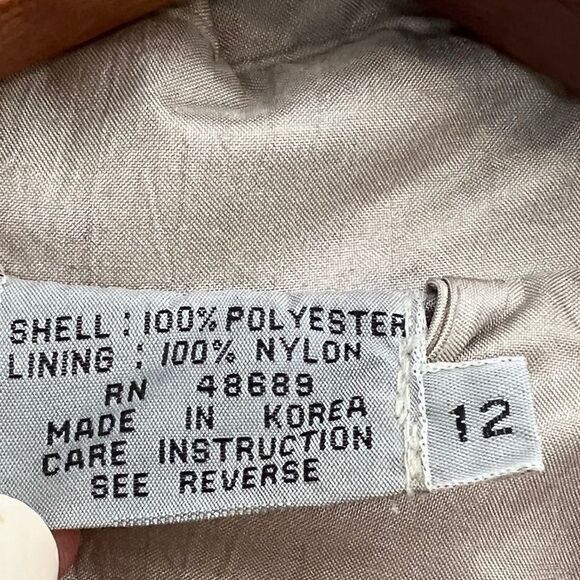 SHELL : 100% POLYESTER
LINING : 100% NYLON
RN 48689
MADE IN KOREA
CARE INSTRUCTION
SEE REVERSE
12